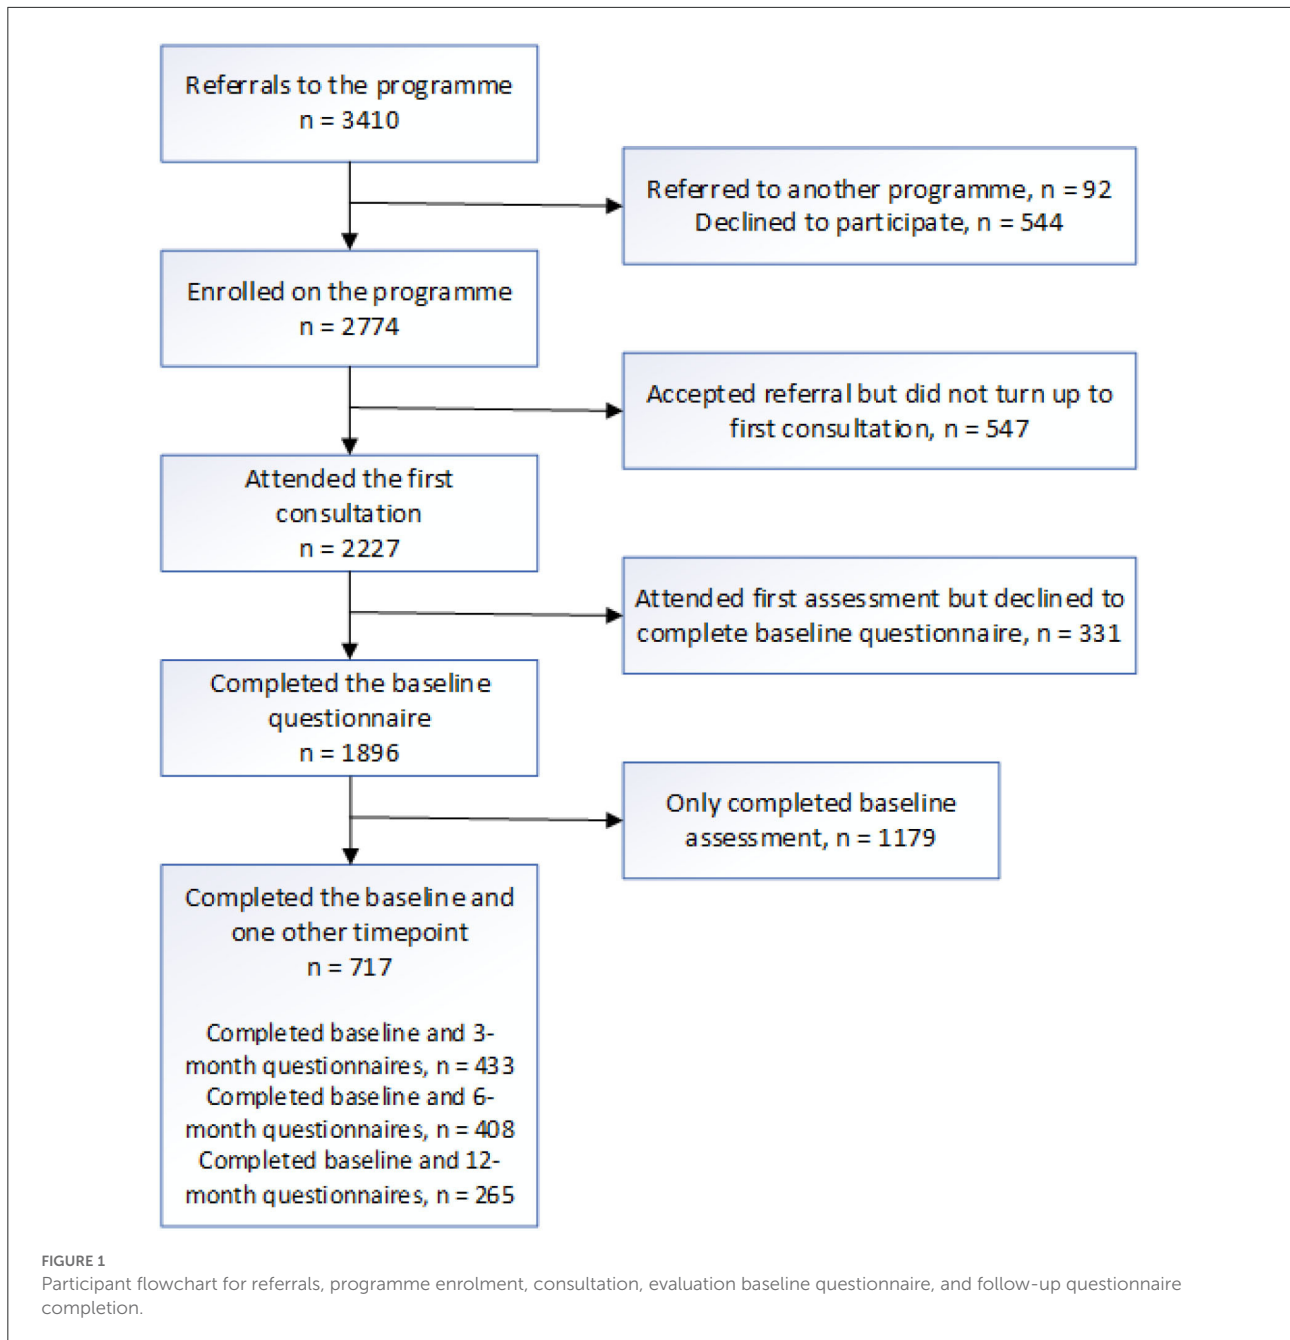 Referrals to the programme
n = 3410
Referred to another programme, n = 92
Declined to participate, n = 544
Enrolled on the programme
n = 2774
Accepted referral but did not turn up to
first consultation, n = 547
Attended the first
consultation
n = 2227
Attended first assessment but declined to
complete baseline questionnaire, n = 331
Completed the baseline
questionnaire
n = 1896
Only completed baseline
assessment, n = 1179
Completed the baseline and
one other timepoint
n = 717
Completed baseline and 3-
month questionnaires, n = 433
Completed baseline and 6-
month questionnaires, n = 408
Completed baseline and 12-
month questionnaires, n = 265
FIGURE 1
Participant flowchart for referrals, programme enrolment, consultation, evaluation baseline questionnaire, and follow-up questionnaire
completion.